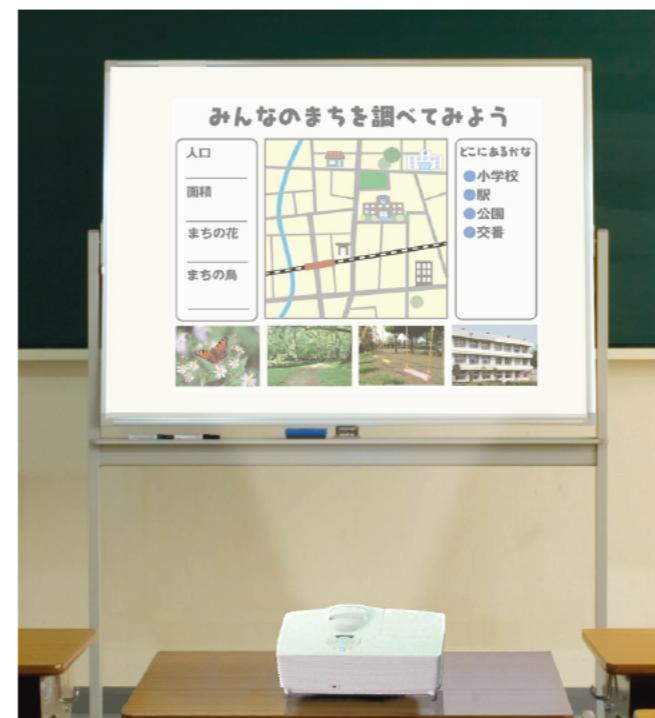 みんなのまちを調べてみよう
人口
面積
まちの花
まちの鳥
どこにあるかな
小学校
駅
公園
交番